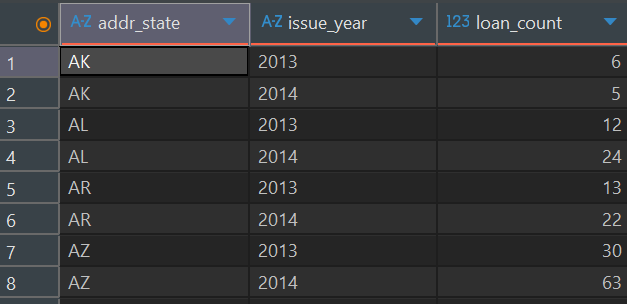 A-Z addr_state A-Z issue_year 123 loan_count
1 AK 2013 6
2 AK 2014 5
3 AL 2013 12
4 AL 2014 24
5 AR 2013 13
6 AR 2014 22
7 AZ 2013 30
8 AZ 2014 63